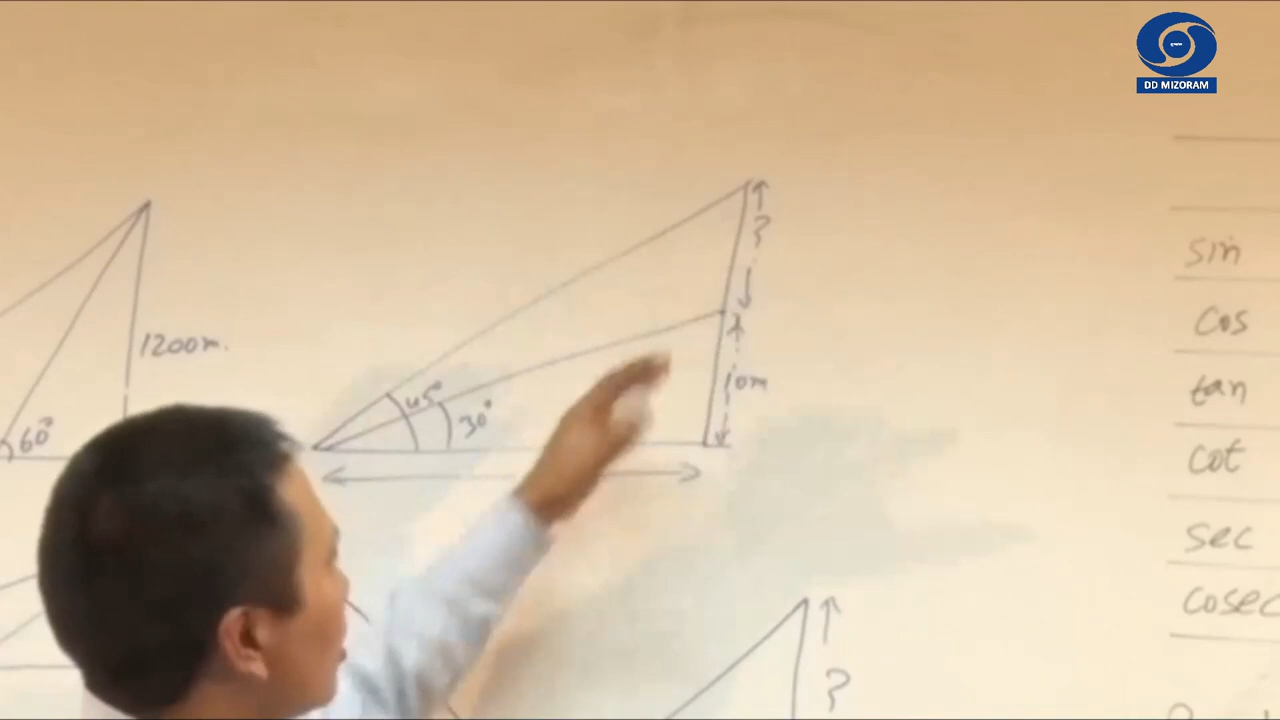 DD MIZORAM
?
1200m.
10m
45°
30°
60°
sin
cos
tan
cot
sec
cosec
?